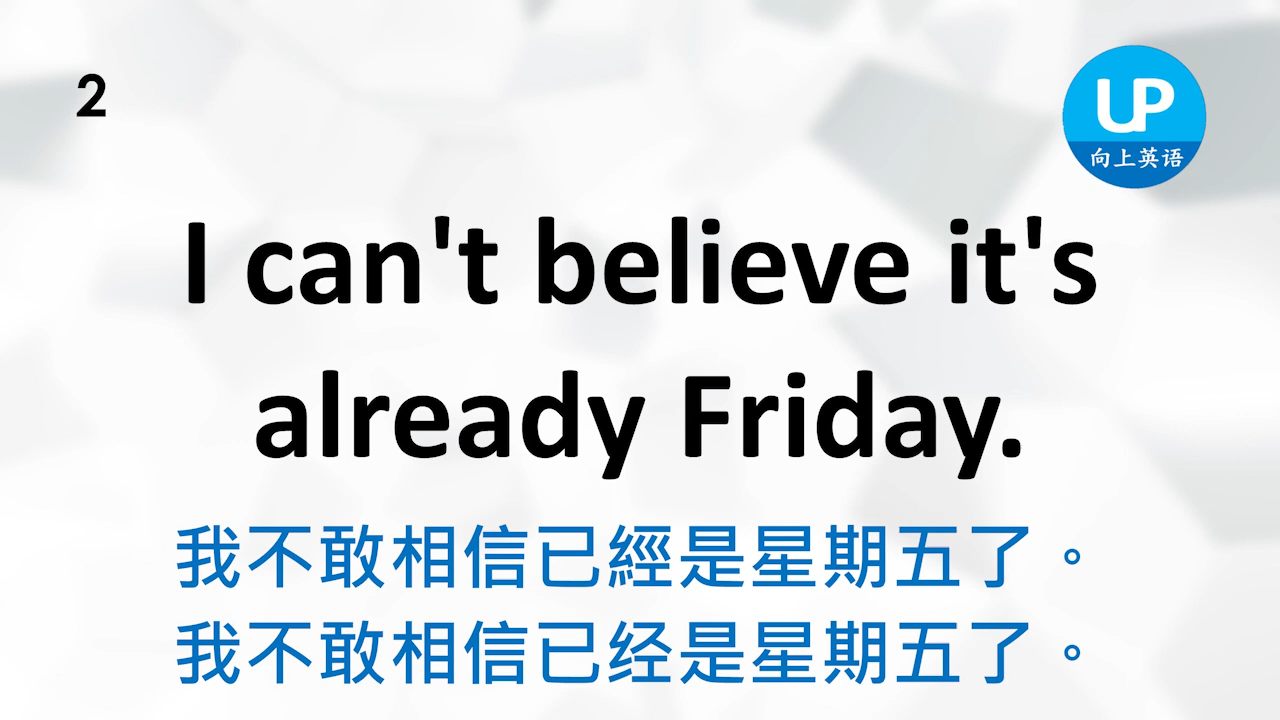 2
UP
向上英语
I can't believe it's
already Friday.
我不敢相信已經是星期五了。
我不敢相信已经是星期五了。